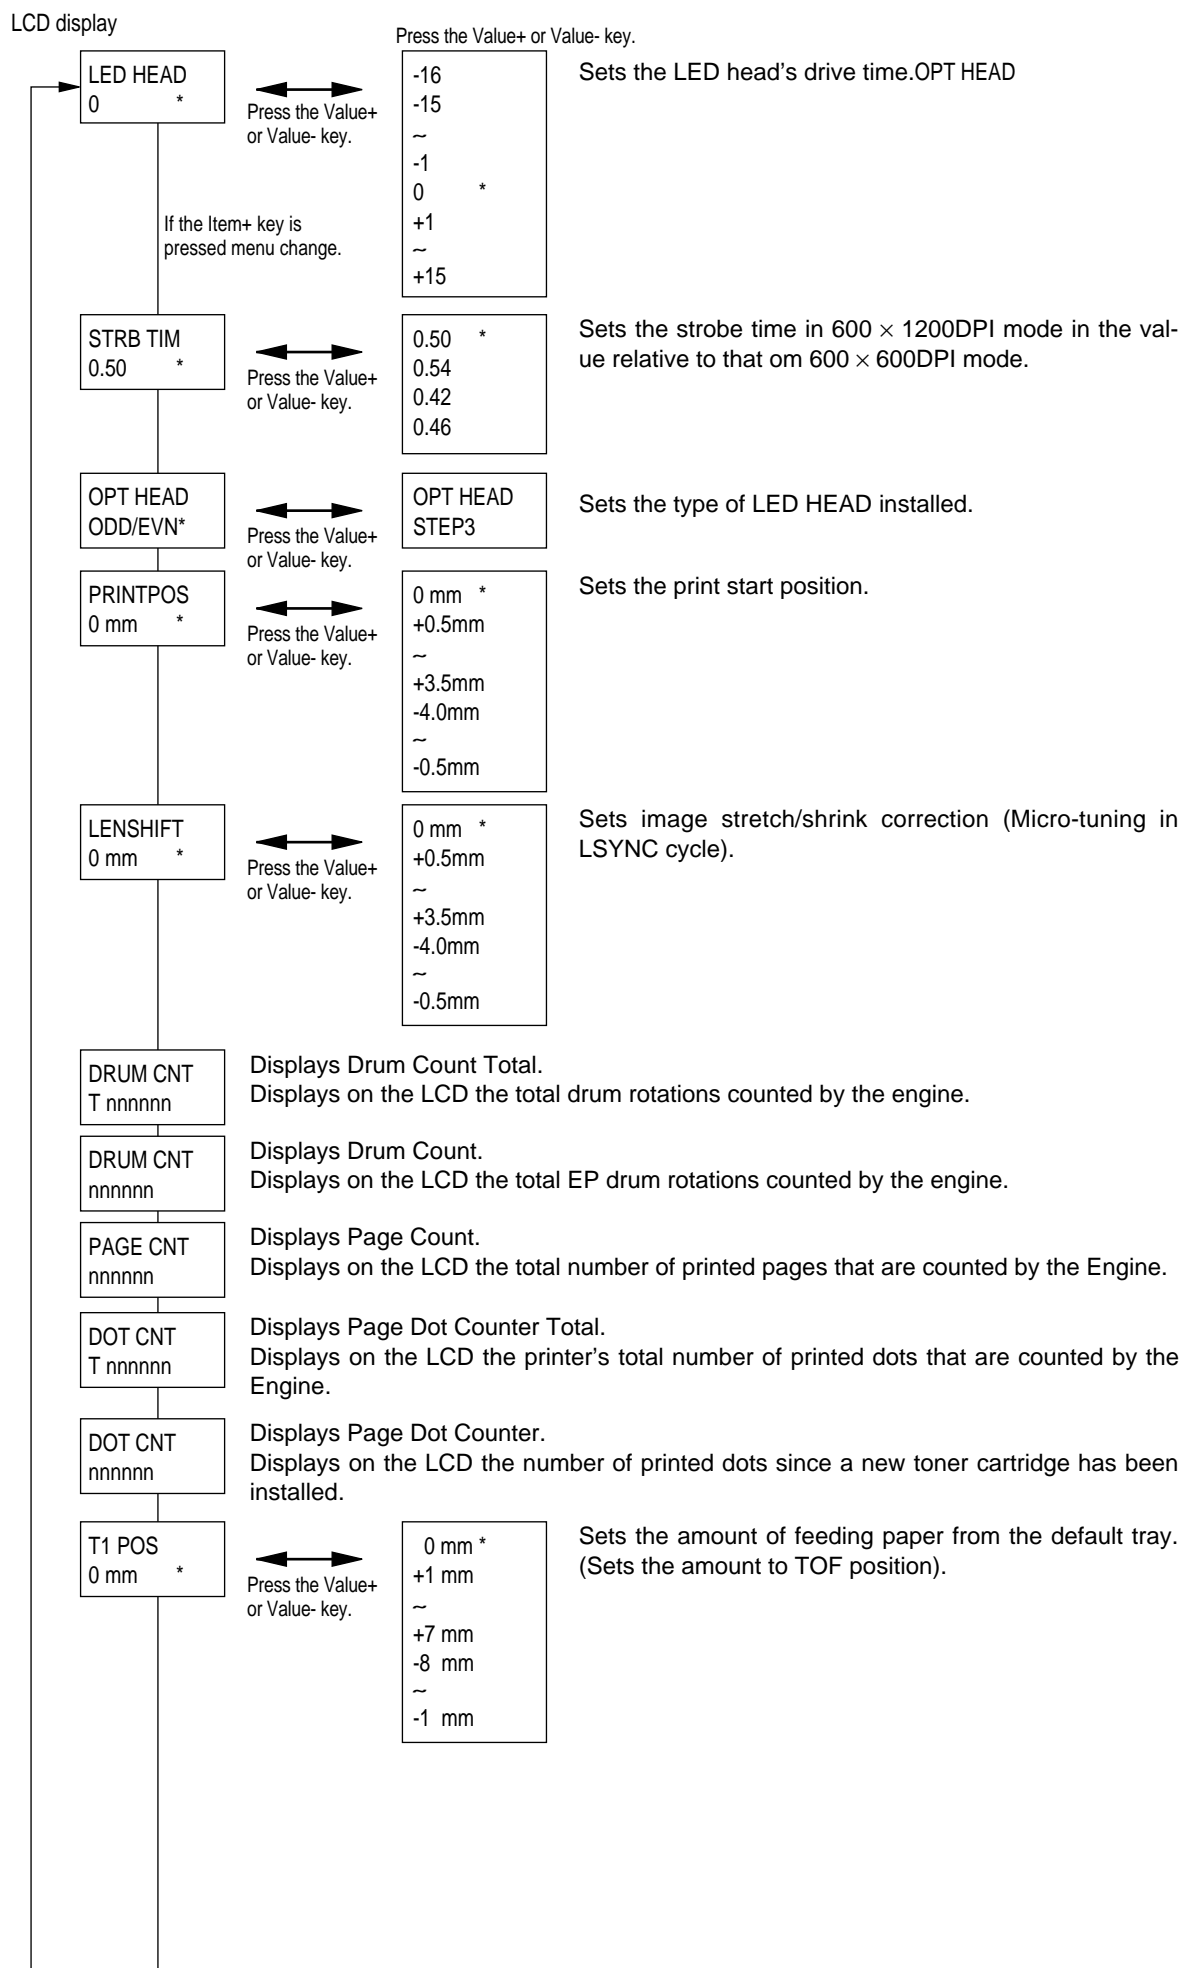 LCD display
Press the Value+ or Value- key.
LED HEAD
0 *
Press the Value+
or Value- key.
-16
-15
~
-1
0 *
+1
~
+15
Sets the LED head's drive time.OPT HEAD
If the Item+ key is
pressed menu change.
STRB TIM
0.50 *
Press the Value+
or Value- key.
0.50 *
0.54
0.42
0.46
Sets the strobe time in 600 × 1200DPI mode in the val-
ue relative to that om 600 × 600DPI mode.
OPT HEAD
ODD/EVN*
Press the Value+
or Value- key.
OPT HEAD
STEP3
Sets the type of LED HEAD installed.
PRINTPOS
0 mm *
Press the Value+
or Value- key.
0 mm *
+0.5mm
~
+3.5mm
-4.0mm
~
-0.5mm
Sets the print start position.
LENSHIFT
0 mm *
Press the Value+
or Value- key.
0 mm *
+0.5mm
~
+3.5mm
-4.0mm
~
-0.5mm
Sets image stretch/shrink correction (Micro-tuning in
LSYNC cycle).
DRUM CNT
T nnnnnn
Displays Drum Count Total.
Displays on the LCD the total drum rotations counted by the engine.
DRUM CNT
nnnnnn
Displays Drum Count.
Displays on the LCD the total EP drum rotations counted by the engine.
PAGE CNT
nnnnnn
Displays Page Count.
Displays on the LCD the total number of printed pages that are counted by the Engine.
DOT CNT
T nnnnnn
Displays Page Dot Counter Total.
Displays on the LCD the printer's total number of printed dots that are counted by the
Engine.
DOT CNT
nnnnnn
Displays Page Dot Counter.
Displays on the LCD the number of printed dots since a new toner cartridge has been
installed.
T1 POS
0 mm *
Press the Value+
or Value- key.
0 mm *
+1 mm
~
+7 mm
-8 mm
~
-1 mm
Sets the amount of feeding paper from the default tray.
(Sets the amount to TOF position).